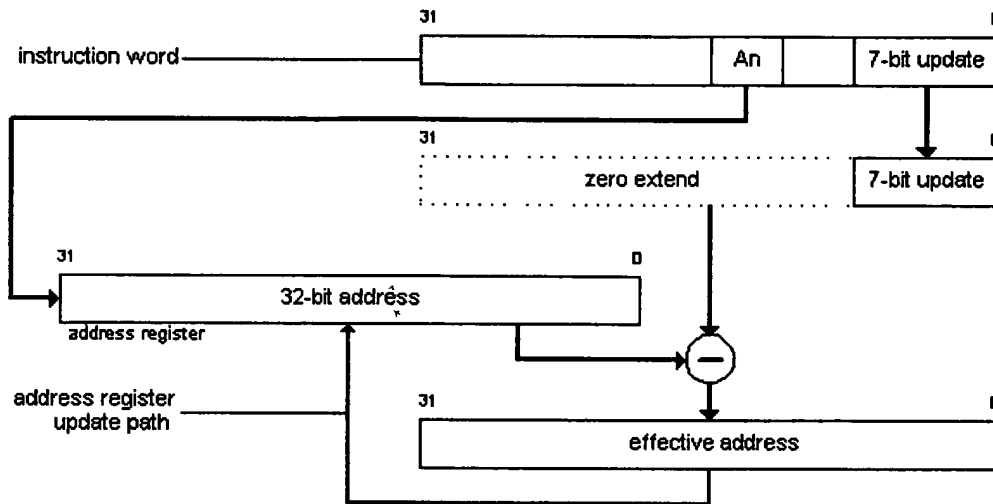 31
instruction word
An
7-bit update
31
zero extend
7-bit update
31
0
32-bit address
address register
address register
update path
31
effective address